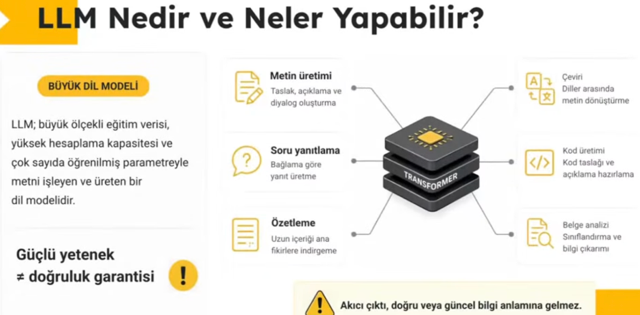 LLM Nedir ve Neler Yapabilir?
BÜYÜK DİL MODELİ
LLM; büyük ölçekli eğitim verisi,
yüksek hesaplama kapasitesi ve
çok sayıda öğrenilmiş parametreyle
metni işleyen ve üreten bir
dil modelidir.
Güçlü yetenek
≠ doğruluk garantisi
!
Metin üretimi
Taslak, açıklama ve
diyalog oluşturma
?
Soru yanıtlama
Bağlama göre
yanıt üretme
Özetleme
Uzun içeriği ana
fikirlere indirgeme
TRANSFORMER
A
文
Çeviri
Diller arasında
metin dönüştürme
</>
Kod üretimi
Kod taslağı ve
açıklama hazırlama
Belge analizi
Sınıflandırma ve
bilgi çıkarımı
!
Akıcı çıktı, doğru veya güncel bilgi anlamına gelmez.